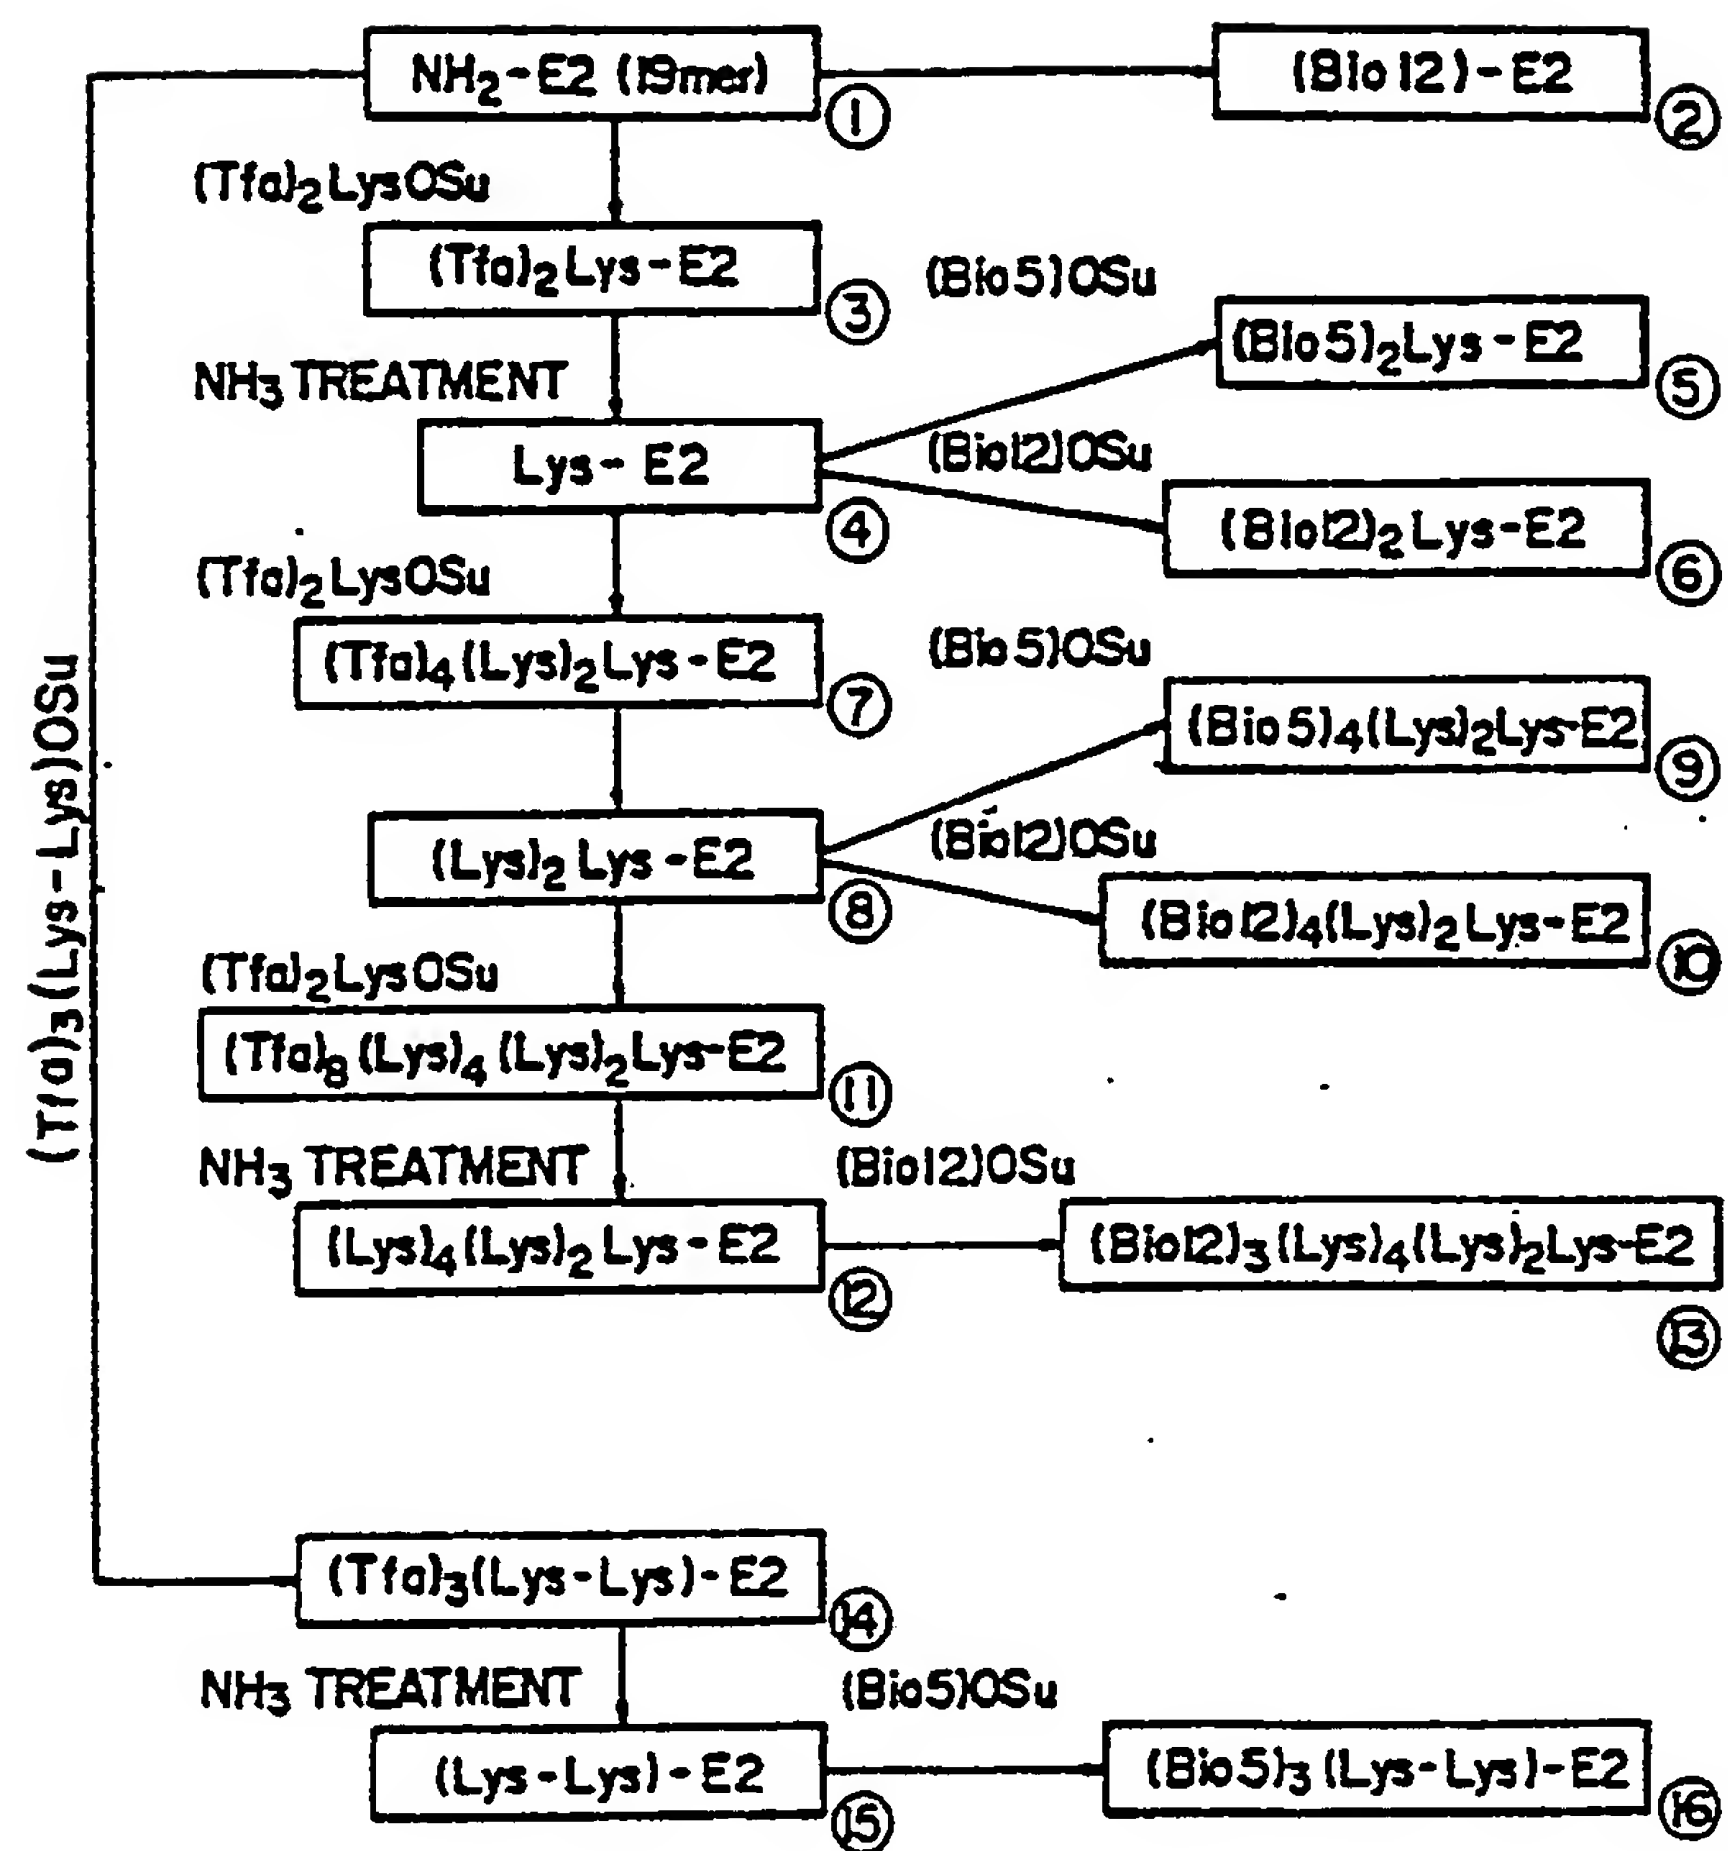 NH₂-E2 (19mer)
①
(Bio 12)-E2
②
(Tfa)₂LysOSu
(Tfa)₂Lys-E2
③
(Bio5)OSu
(Bio5)₂Lys-E2
⑤
NH₃ TREATMENT
Lys-E2
④
(Bio12)OSu
(Bio12)₂Lys-E2
⑥
(Tfa)₂LysOSu
(Tfa)₄(Lys)₂Lys-E2
⑦
(Bio5)OSu
(Bio5)₄(Lys)₂Lys-E2
⑨
(Lys)₂Lys-E2
⑧
(Bio12)OSu
(Bio12)₄(Lys)₂Lys-E2
⑩
(Tfa)₂LysOSu
(Tfa)₈(Lys)₄(Lys)₂Lys-E2
⑪
NH₃ TREATMENT
(Bio12)OSu
(Lys)₄(Lys)₂Lys-E2
⑫
(Bio12)₃(Lys)₄(Lys)₂Lys-E2
⑬
(Tfa)₃(Lys-Lys)OSu
(Tfa)₃(Lys-Lys)-E2
⑭
NH₃ TREATMENT
(Bio5)OSu
(Lys-Lys)-E2
⑮
(Bio5)₃(Lys-Lys)-E2
⑯